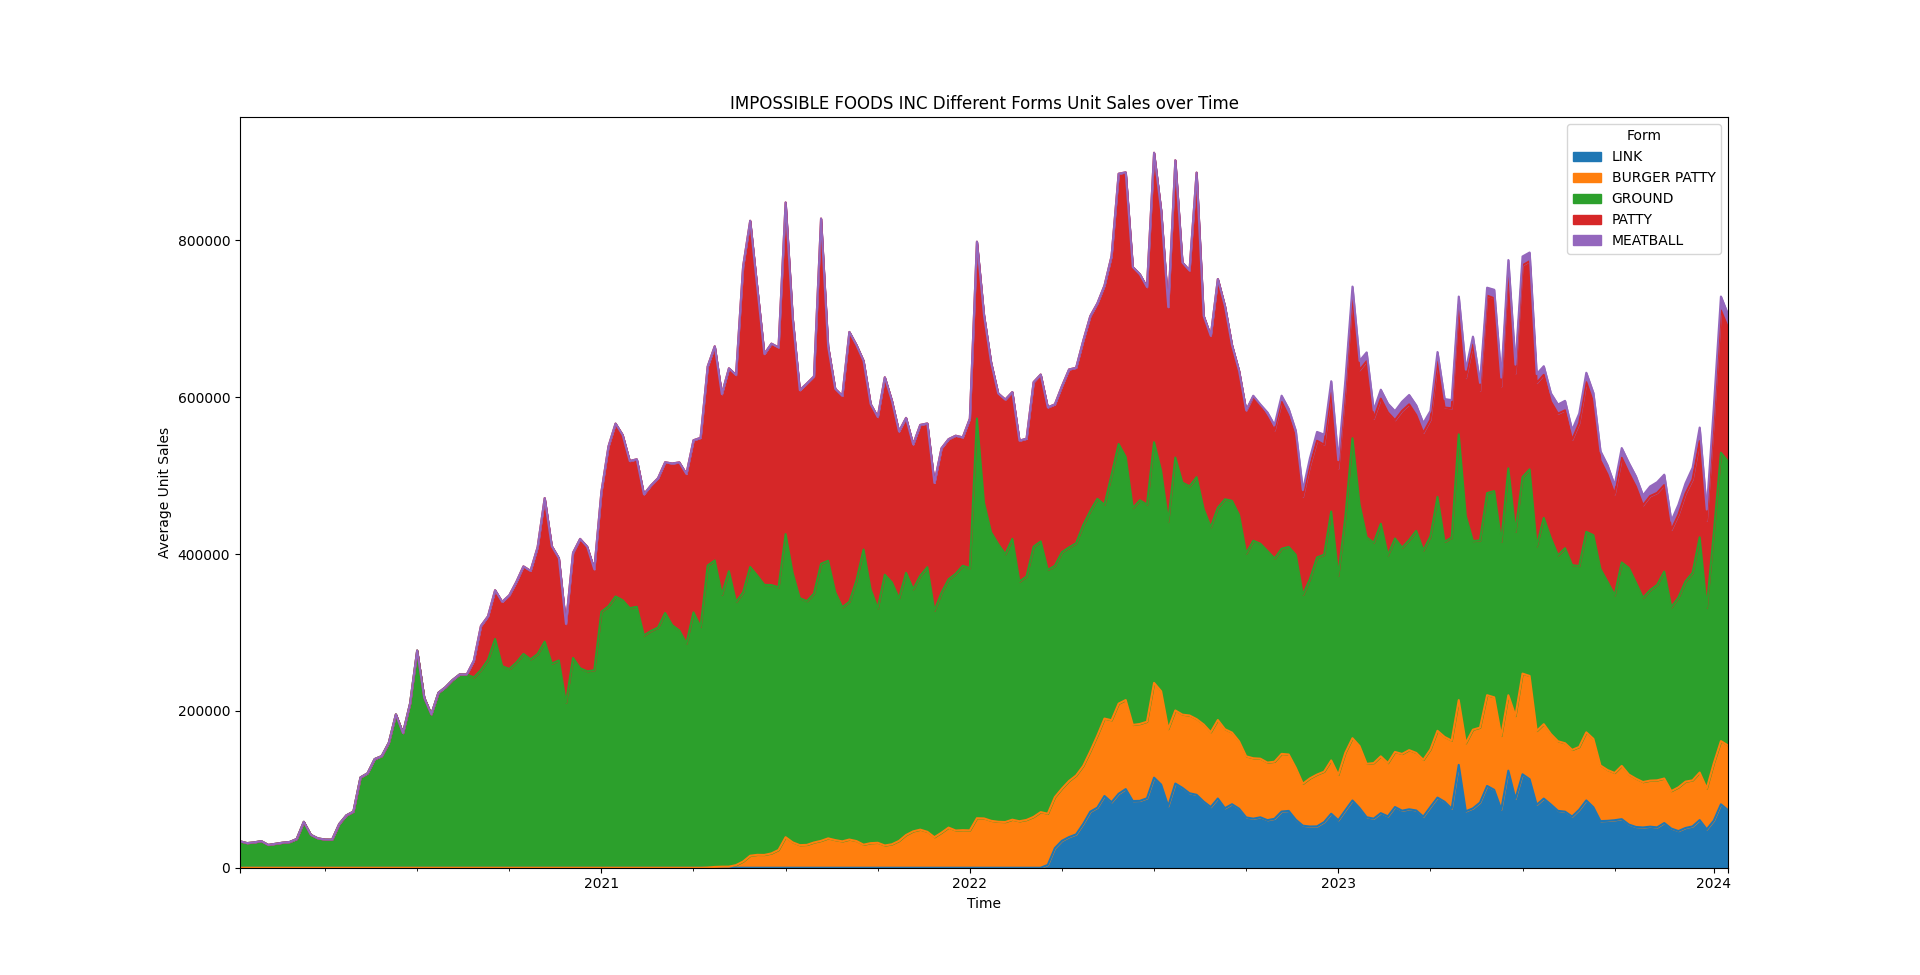 IMPOSSIBLE FOODS INC Different Forms Unit Sales over Time
Form
LINK
BURGER PATTY
GROUND
PATTY
MEATBALL
Average Unit Sales
800000
600000
400000
200000
0
2021
2022
2023
2024
Time